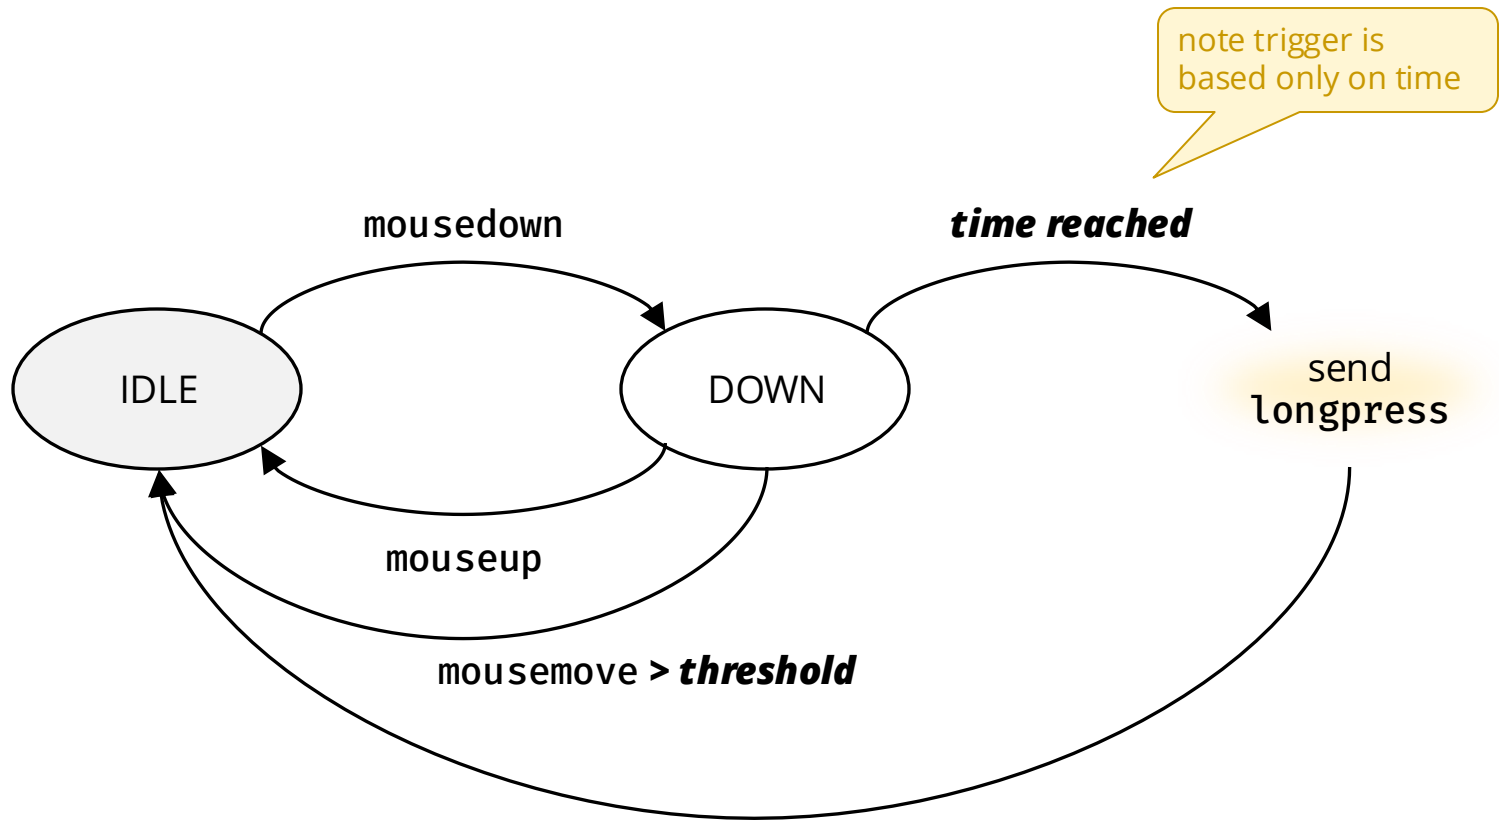 note trigger is
based only on time
mousedown
time reached
IDLE
DOWN
send
longpress
mouseup
mousemove > threshold